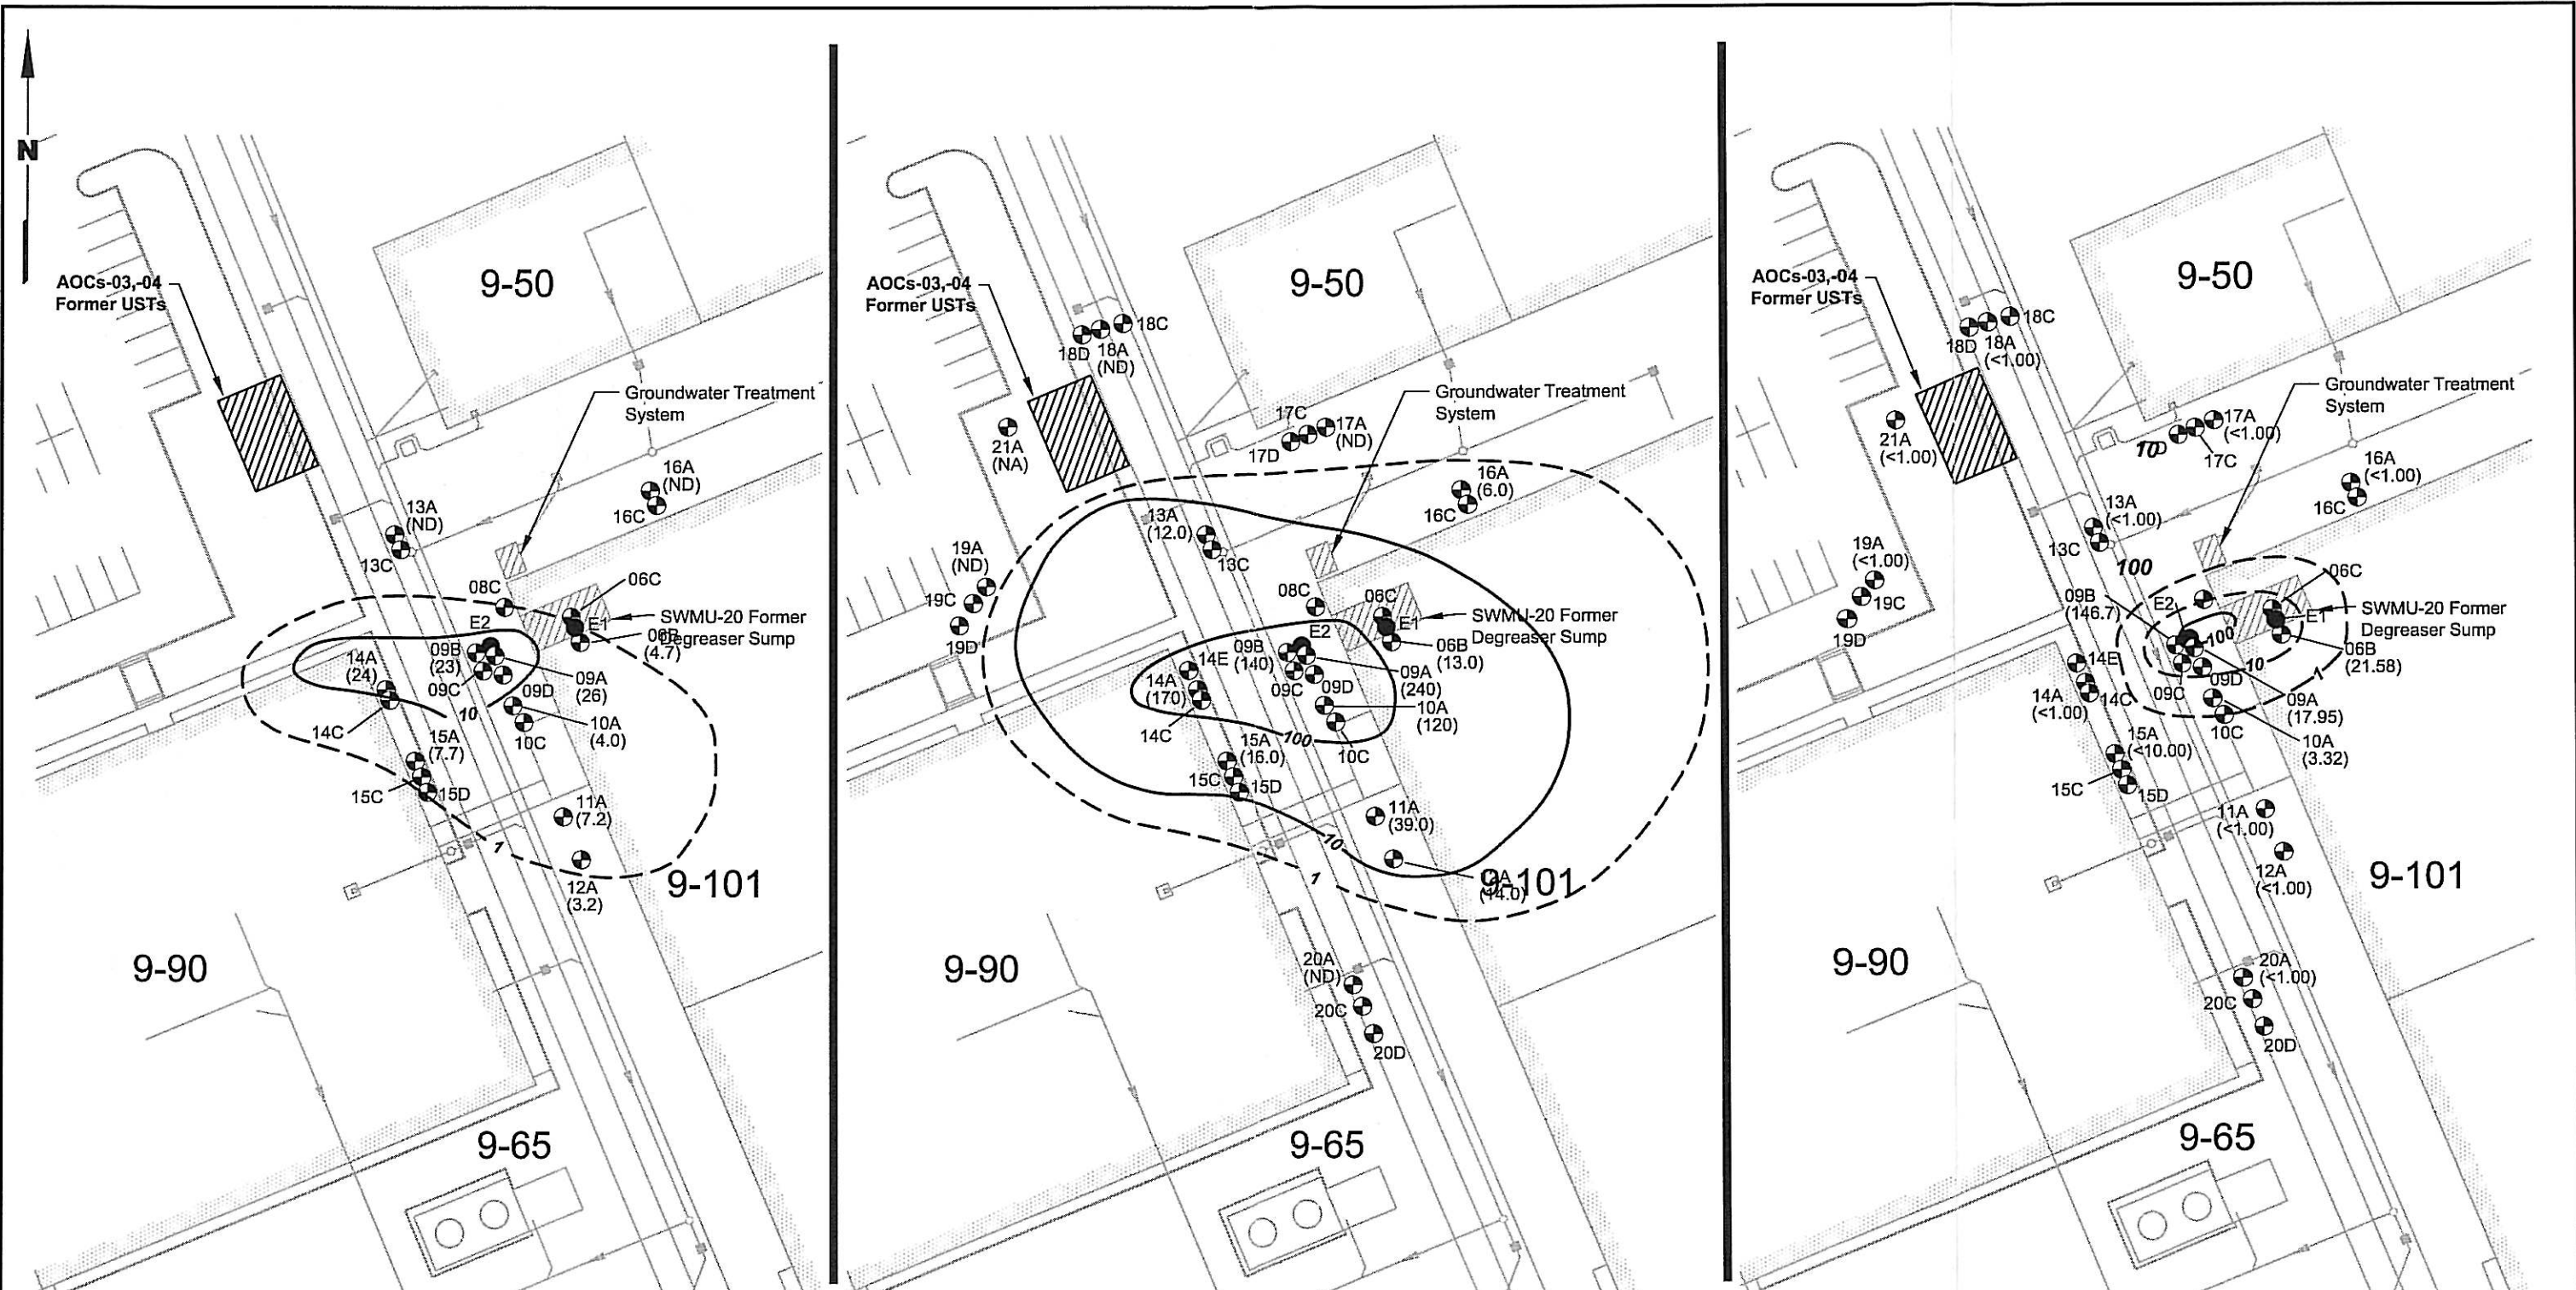 N
AOCs-03,-04
Former USTs
9-50
Groundwater Treatment
System
16A
(ND)
16C
13A
(ND)
13C
08C
06C
SWMU-20 Former
Degreaser Sump
E1
E2
06B
(4.7)
14A
(24)
09B
(23)
09A
(26)
09C
09D
10
14C
10A
(4.0)
10C
15A
(7.7)
15C
15D
11A
(7.2)
1
12A
(3.2)
9-101
9-90
9-65
AOCs-03,-04
Former USTs
9-50
18C
18D
18A
(ND)
Groundwater Treatment
System
21A
(NA)
17C
17A
(ND)
17D
16A
(6.0)
16C
13A
(12.0)
13C
19A
(ND)
19C
19D
08C
06C
SWMU-20 Former
Degreaser Sump
E1
E2
06B
(13.0)
14E
14A
(170)
09B
(140)
09A
(240)
09C
09D
10A
(120)
14C
100
10C
15A
(16.0)
15C
15D
11A
(39.0)
10
1
12A
(14.0)
9-101
20A
(ND)
20C
20D
9-90
9-65
AOCs-03,-04
Former USTs
9-50
18C
18D
18A
(<1.00)
Groundwater Treatment
System
21A
(<1.00)
17A
(<1.00)
10
17C
16A
(<1.00)
16C
13A
(<1.00)
13C
100
19A
(<1.00)
19C
19D
09B
(146.7)
E2
06C
SWMU-20 Former
Degreaser Sump
E1
06B
(21.58)
100
10
1
14E
14A
(<1.00)
14C
09C
09D
09A
(17.95)
10C
10A
(3.32)
15A
(<10.00)
15C
15D
11A
(<1.00)
12A
(<1.00)
9-101
20A
(<1.00)
20C
20D
9-90
9-65